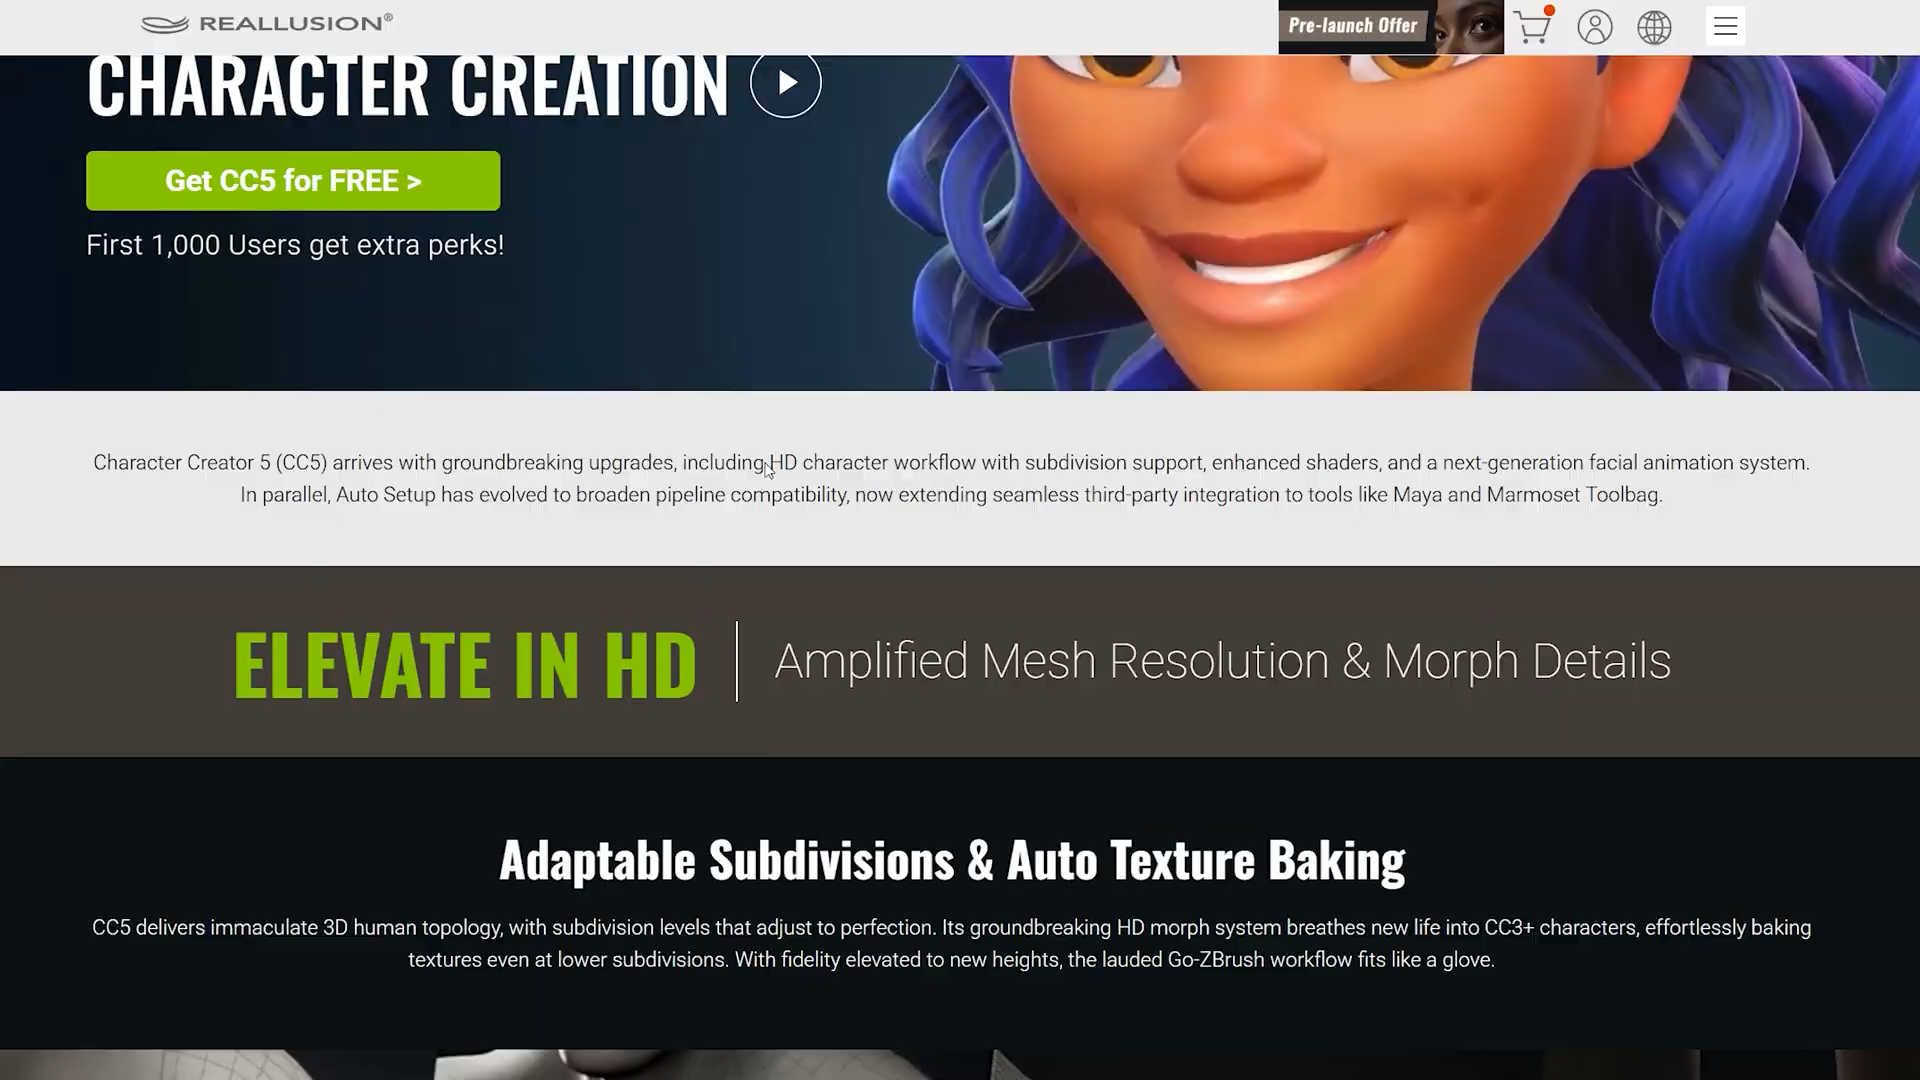 REALLUSION®
Pre-launch Offer
CHARACTER CREATION
Get CC5 for FREE >
First 1,000 Users get extra perks!
Character Creator 5 (CC5) arrives with groundbreaking upgrades, including HD character workflow with subdivision support, enhanced shaders, and a next-generation facial animation system.
In parallel, Auto Setup has evolved to broaden pipeline compatibility, now extending seamless third-party integration to tools like Maya and Marmoset Toolbag.
ELEVATE IN HD
Amplified Mesh Resolution & Morph Details
Adaptable Subdivisions & Auto Texture Baking
CC5 delivers immaculate 3D human topology, with subdivision levels that adjust to perfection. Its groundbreaking HD morph system breathes new life into CC3+ characters, effortlessly baking
textures even at lower subdivisions. With fidelity elevated to new heights, the lauded Go-ZBrush workflow fits like a glove.